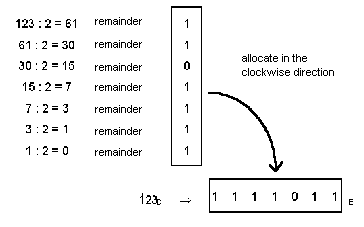 123 : 2 = 61 remainder 1
61 : 2 = 30 remainder 1
30 : 2 = 15 remainder 0
15 : 2 = 7 remainder 1
7 : 2 = 3 remainder 1
3 : 2 = 1 remainder 1
1 : 2 = 0 remainder 1
allocate in the
clockwise direction
123 ⇒ 1 1 1 1 0 1 1